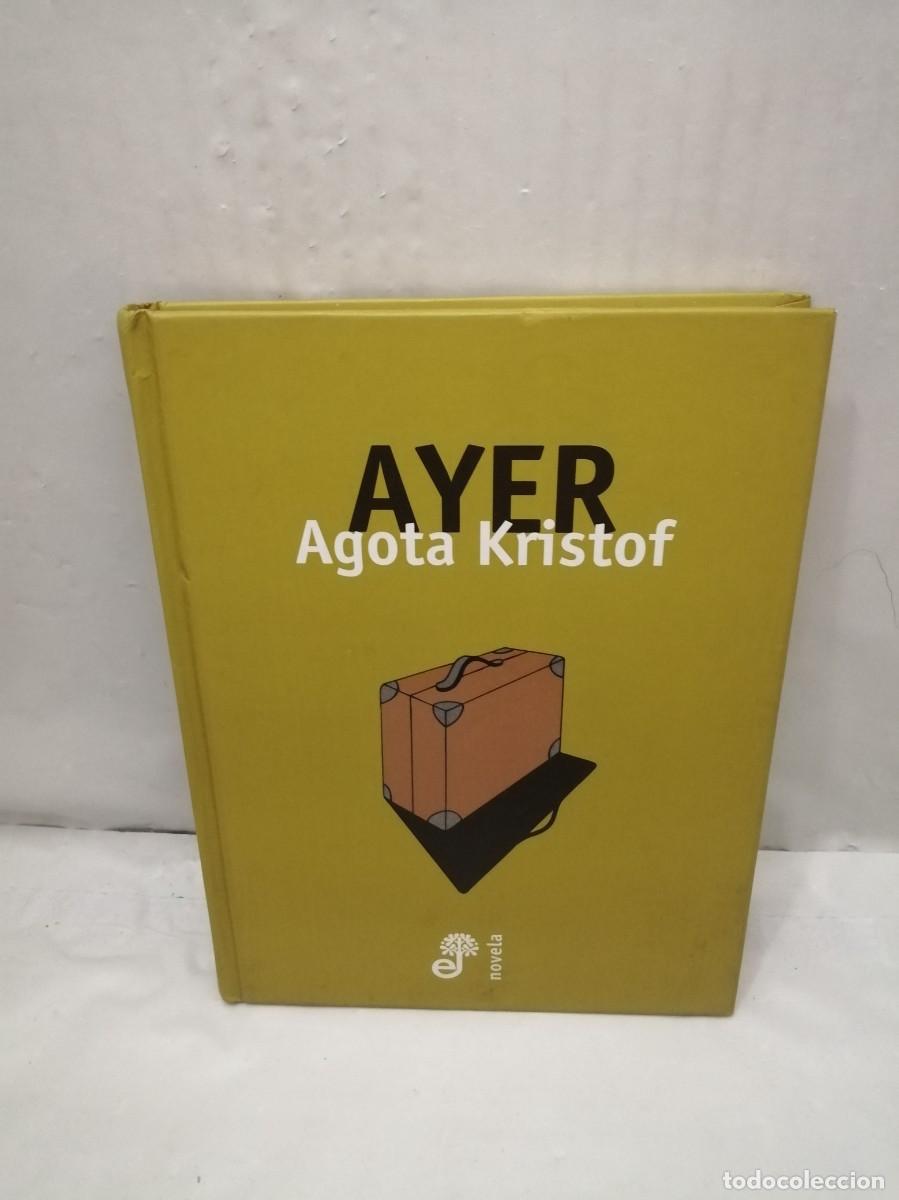 AYER
Agota Kristof
novela
todocoleccion